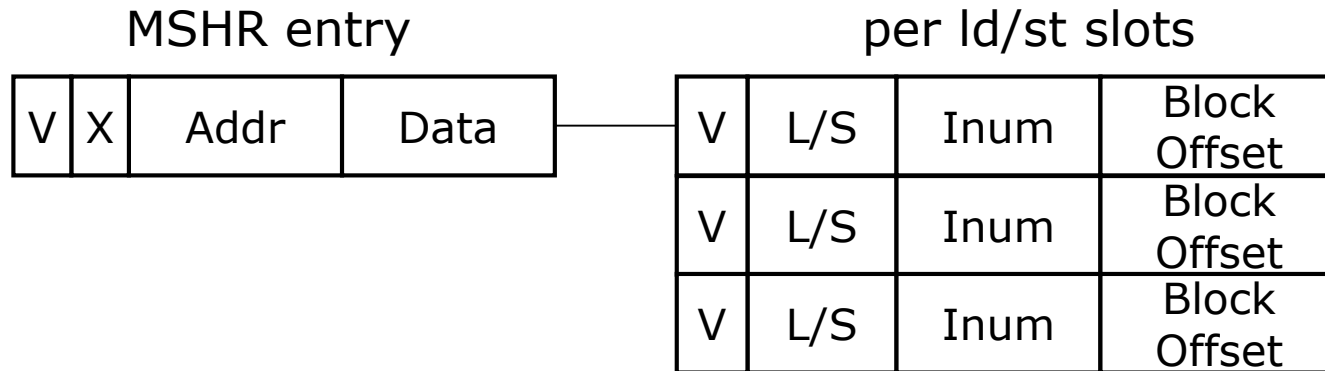 MSHR entry
per ld/st slots
V X Addr Data
V L/S Inum Block
Offset
V L/S Inum Block
Offset
V L/S Inum Block
Offset